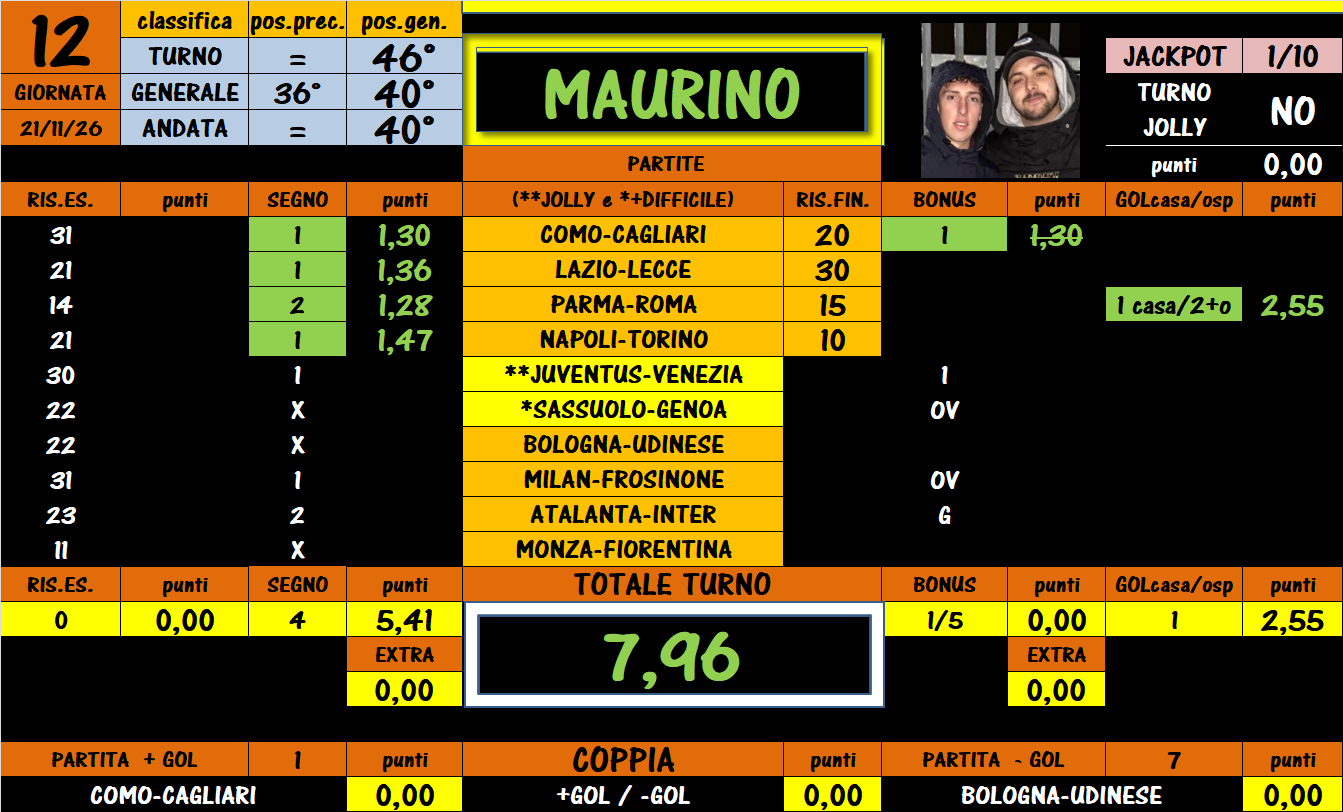 12 classifica pos.prec. pos.gen.
TURNO = 46° MAURINO JACKPOT 1/10
GIORNATA GENERALE 36° 40° TURNO JOLLY NO
21/11/26 ANDATA = 40°
PARTITE punti 0,00
RIS.ES. punti SEGNO punti (**JOLLY e *+DIFFICILE) RIS.FIN. BONUS punti GOLcasa/osp punti
31 1 1,30 COMO-CAGLIARI 20 1 1,30
21 1 1,36 LAZIO-LECCE 30
14 2 1,28 PARMA-ROMA 15 1 casa/2+o 2,55
21 1 1,47 NAPOLI-TORINO 10
30 1 **JUVENTUS-VENEZIA 1
22 X *SASSUOLO-GENOA OV
22 X BOLOGNA-UDINESE
31 1 MILAN-FROSINONE OV
23 2 ATALANTA-INTER G
11 X MONZA-FIORENTINA
RIS.ES. punti SEGNO punti TOTALE TURNO BONUS punti GOLcasa/osp punti
0 0,00 4 5,41 7,96 1/5 0,00 1 2,55
EXTRA EXTRA
0,00 0,00
PARTITA + GOL 1 punti COPPIA punti PARTITA - GOL 7 punti
COMO-CAGLIARI 0,00 +GOL / -GOL 0,00 BOLOGNA-UDINESE 0,00